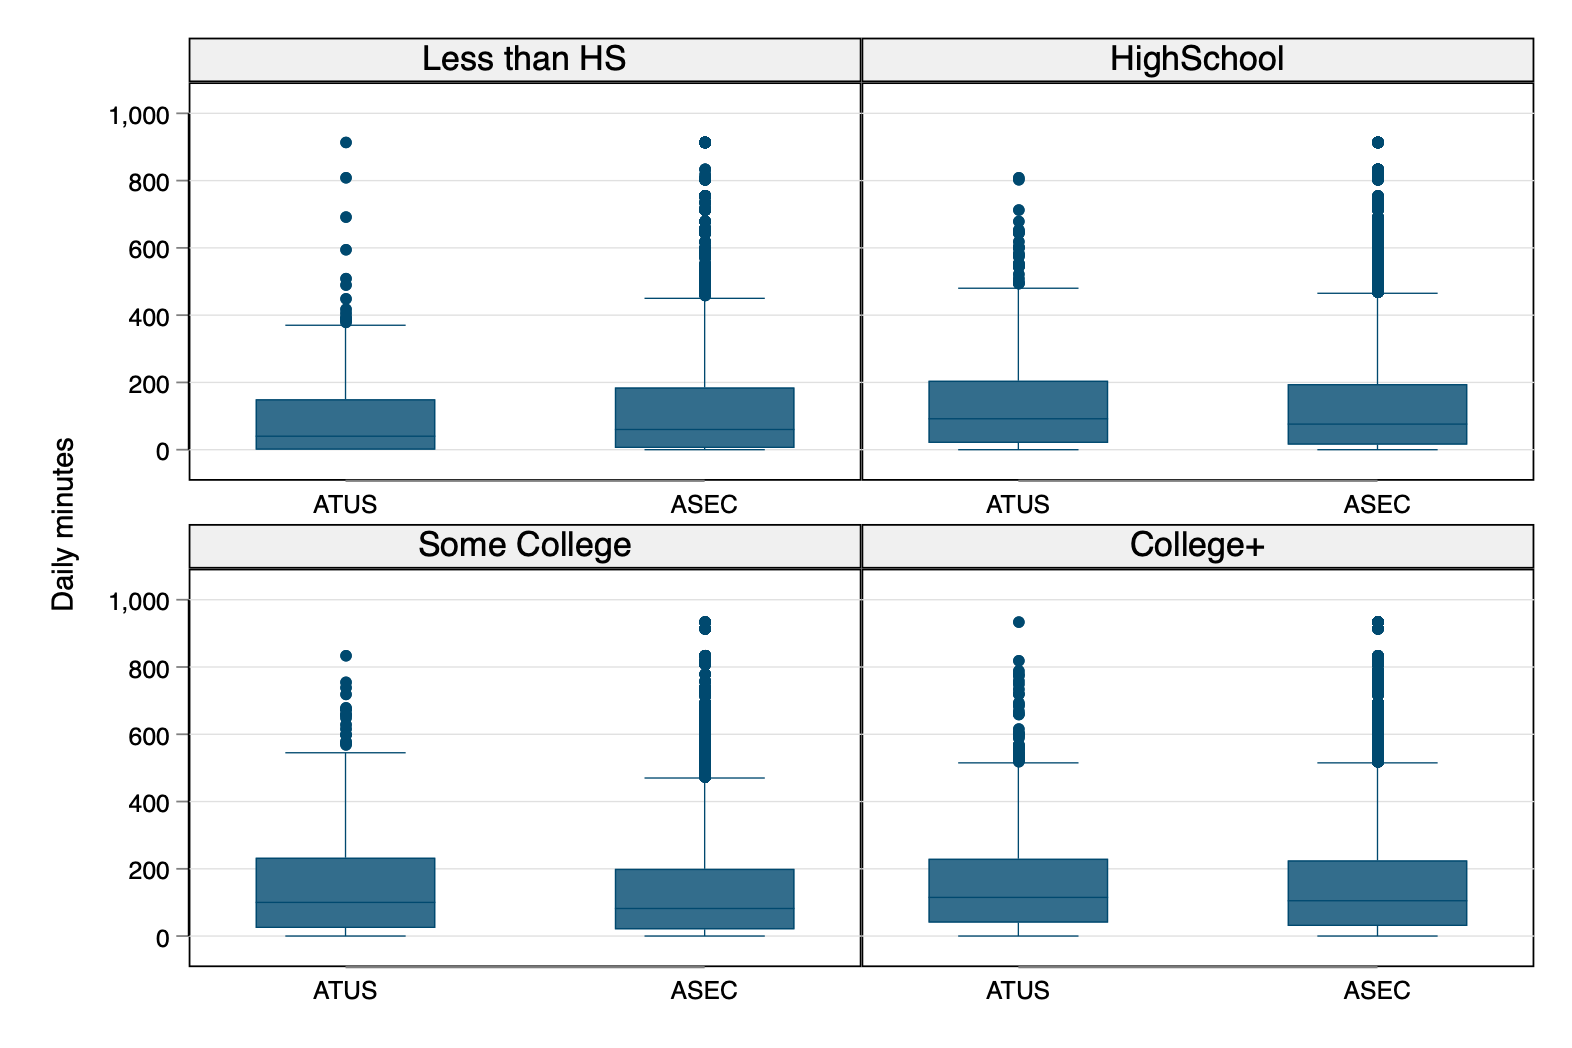 Less than HS
HighSchool
1,000
800
600
400
200
0
ATUS
ASEC
ATUS
ASEC
Daily minutes
Some College
College+
1,000
800
600
400
200
0
ATUS
ASEC
ATUS
ASEC